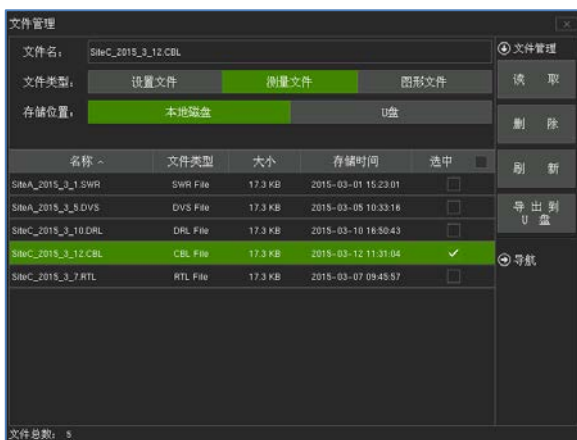 文件管理
文件名： SiteC_2015_3_12.CBL
文件类型： 设置文件 测量文件 图形文件
存储位置： 本地磁盘 U盘
名称 文件类型 大小 存储时间 选中
SiteA_2015_3_1.SWR SWR File 17.3 KB 2015-03-01 15:23:01
SiteA_2015_3_5.DVS DVS File 17.3 KB 2015-03-05 10:33:16
SiteC_2015_3_10.DRL DRL File 17.3 KB 2015-03-10 16:50:43
SiteC_2015_3_12.CBL CBL File 17.3 KB 2015-03-12 11:31:04
SiteC_2015_3_7.RTL RTL File 17.3 KB 2015-03-07 09:45:57
文件总数： 5
文件管理
读 取
删 除
刷 新
导出到
U 盘
导航